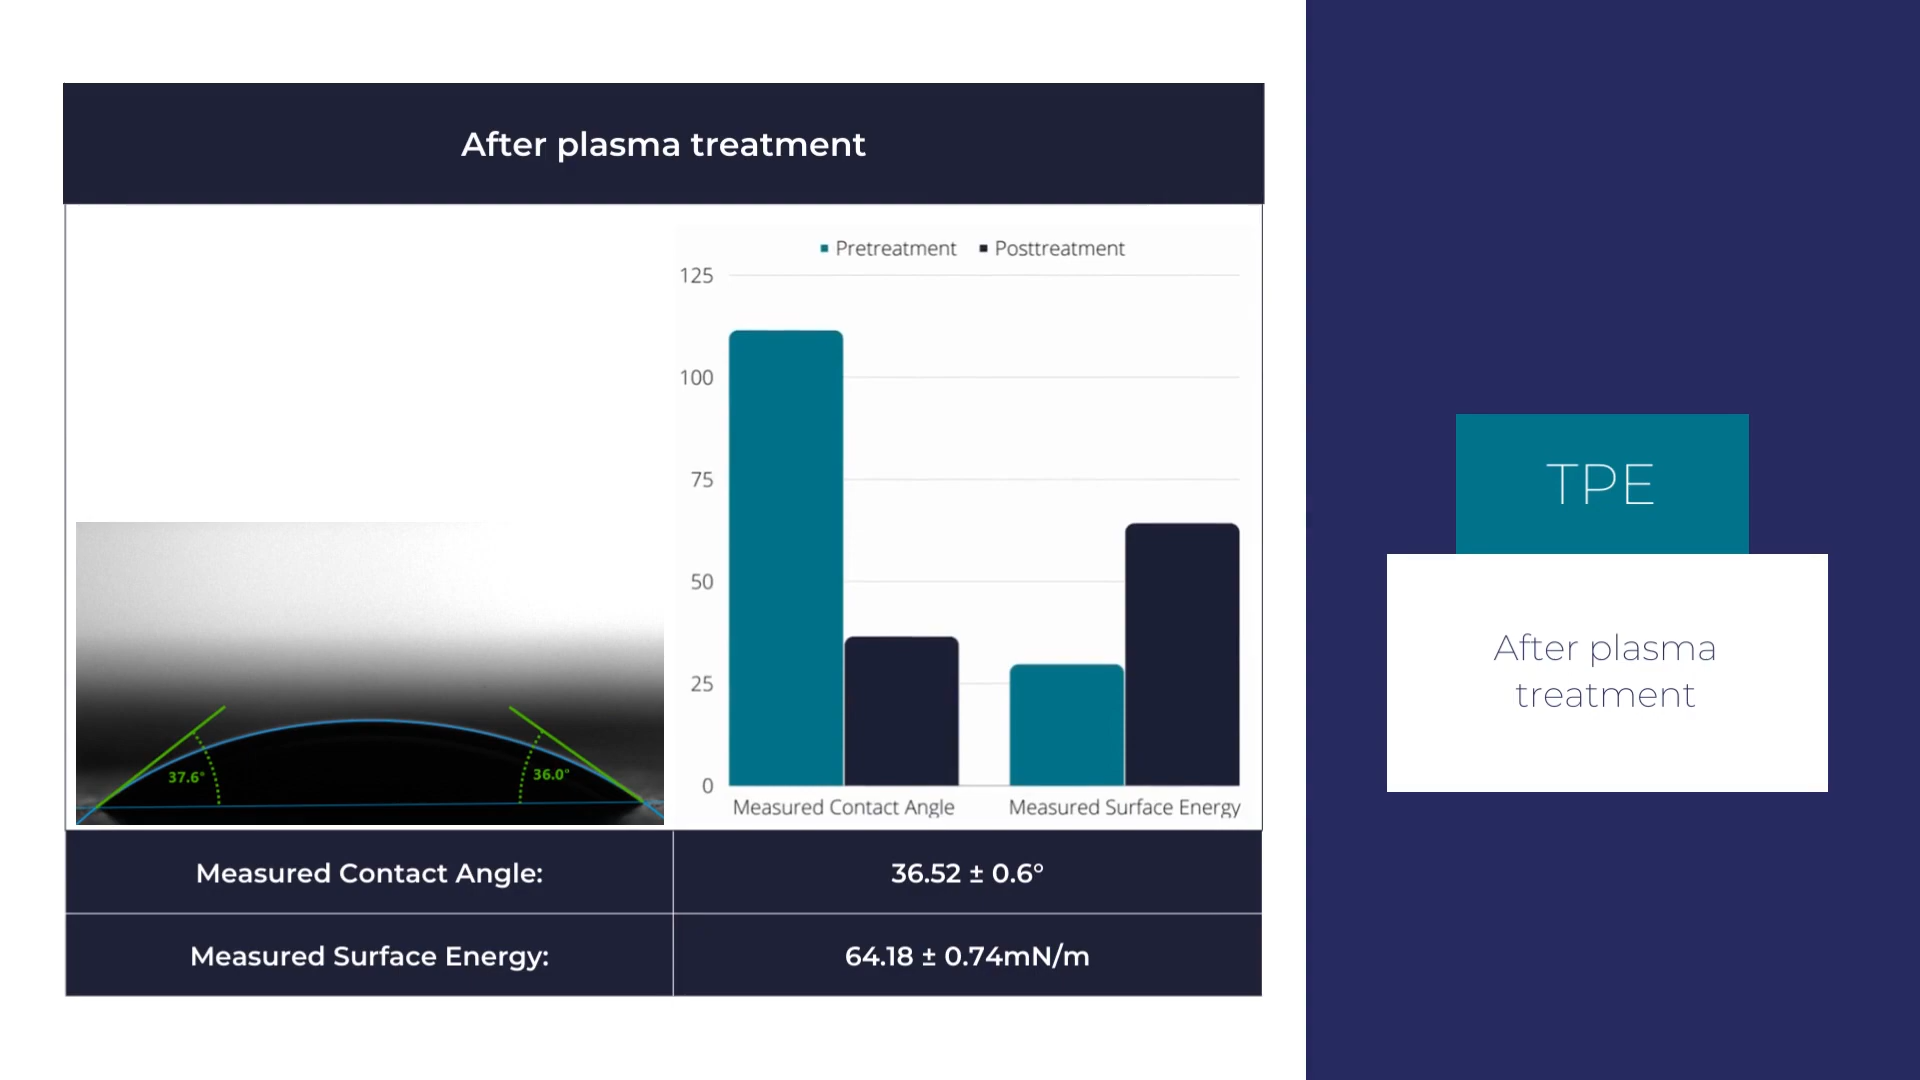 After plasma treatment
Pretreatment Posttreatment
125
100
75
50
25
0
Measured Contact Angle Measured Surface Energy
37.6° 36.0°
Measured Contact Angle: 36.52 ± 0.6°
Measured Surface Energy: 64.18 ± 0.74mN/m
TPE
After plasma
treatment